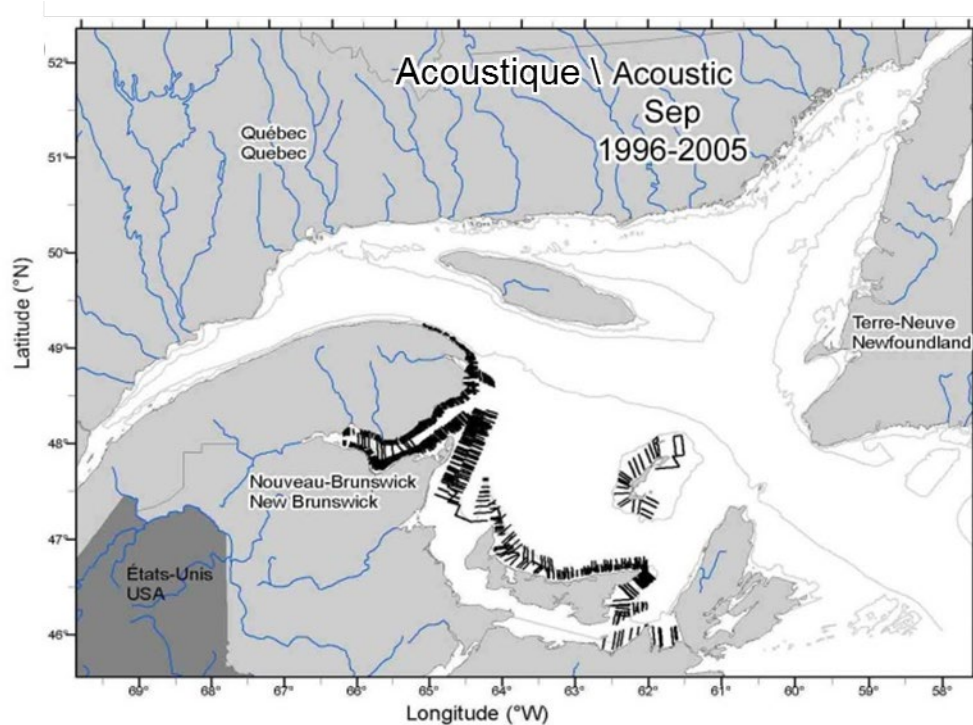 Acoustique \ Acoustic
Sep
1996-2005
Québec
Quebec
Terre-Neuve
Newfoundland
Nouveau-Brunswick
New Brunswick
États-Unis
USA
Latitude (°N)
52°
51°
50°
49°
48°
47°
46°
69° 68° 67° 66° 65° 64° 63° 62° 61° 60° 59° 58°
Longitude (°W)